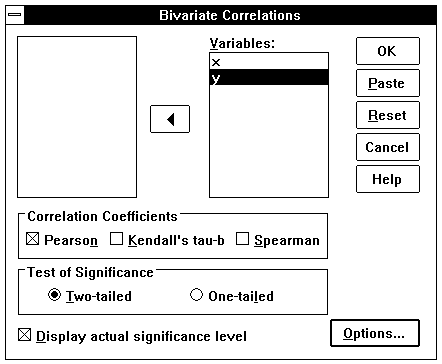 Bivariate Correlations
Variables:
x
y
OK
Paste
Reset
Cancel
Help
Correlation Coefficients
Pearson Kendall's tau-b Spearman
Test of Significance
Two-tailed One-tailed
Display actual significance level
Options...